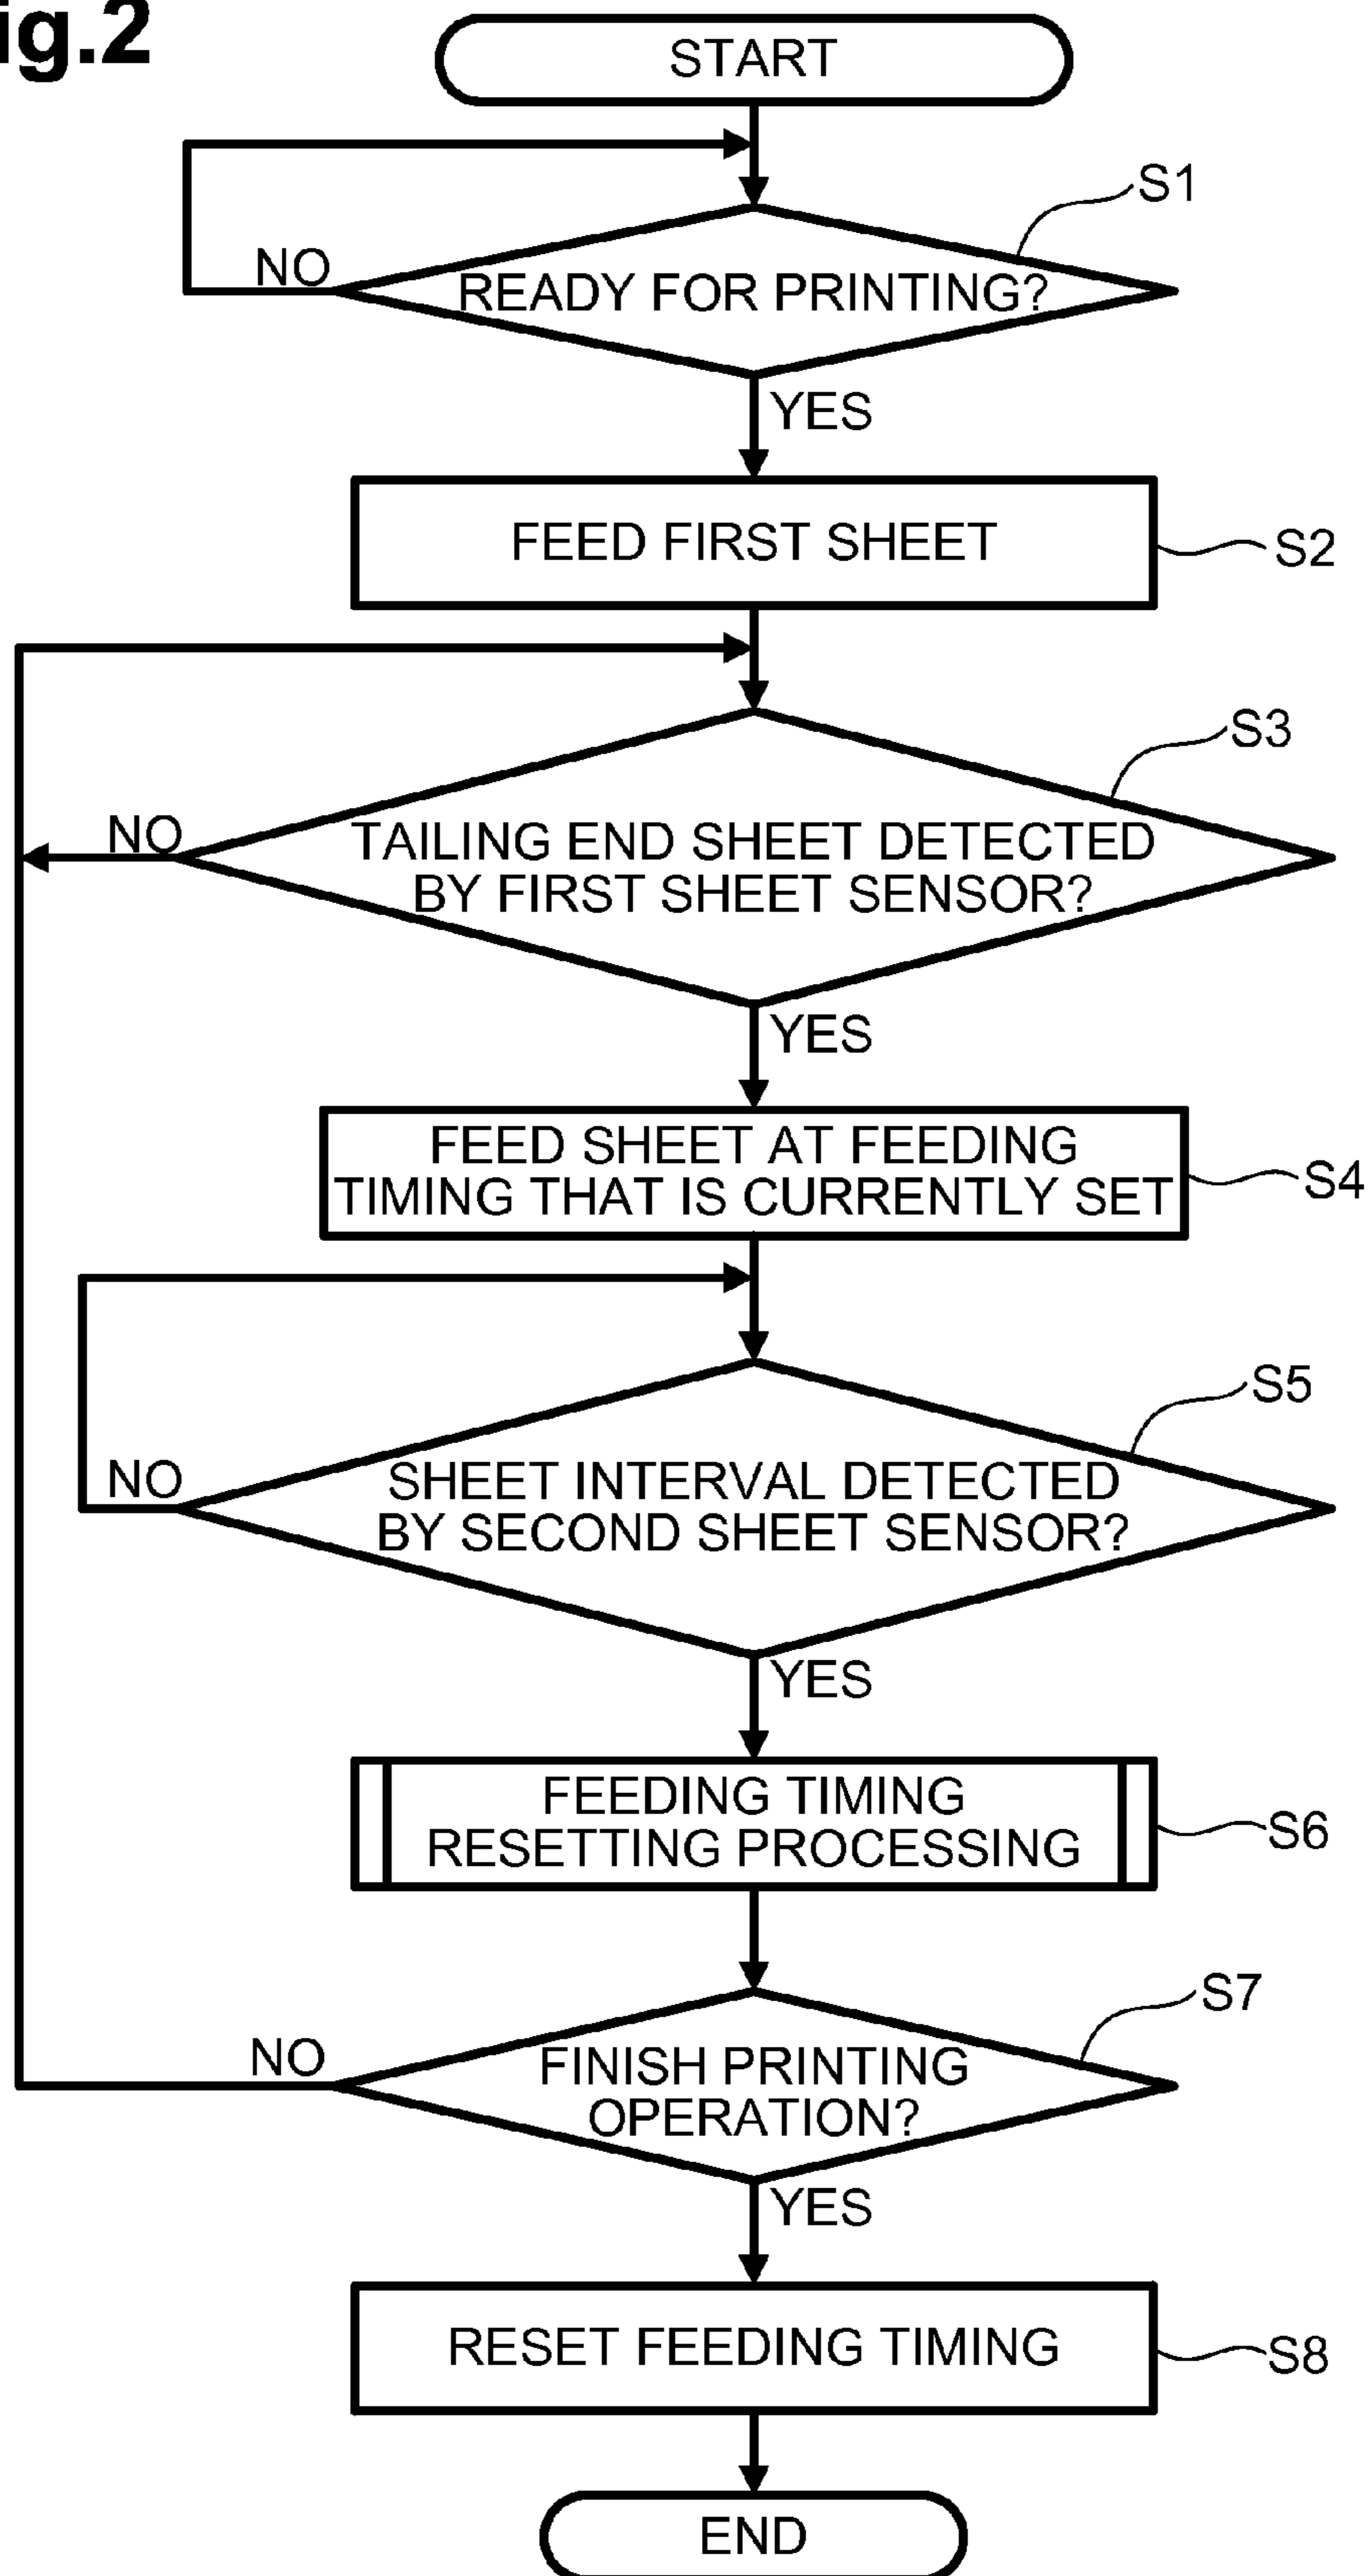 ig.2
START
S1
NO
READY FOR PRINTING?
YES
FEED FIRST SHEET
S2
S3
NO
TAILING END SHEET DETECTED
BY FIRST SHEET SENSOR?
YES
FEED SHEET AT FEEDING
TIMING THAT IS CURRENTLY SET
S4
S5
NO
SHEET INTERVAL DETECTED
BY SECOND SHEET SENSOR?
YES
FEEDING TIMING
RESETTING PROCESSING
S6
S7
NO
FINISH PRINTING
OPERATION?
YES
RESET FEEDING TIMING
S8
END